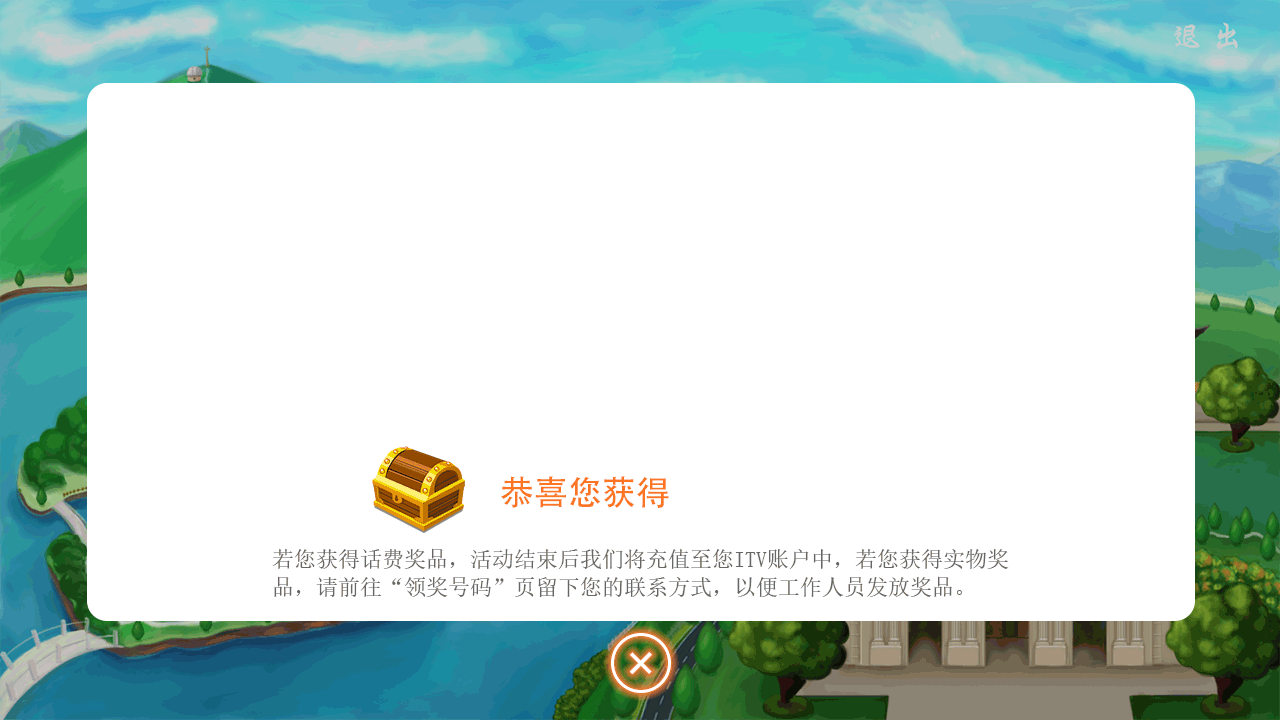 退 出
恭喜您获得
若您获得话费奖品，活动结束后我们将充值至您ITV账户中，若您获得实物奖
品，请前往“领奖号码”页留下您的联系方式，以便工作人员发放奖品。